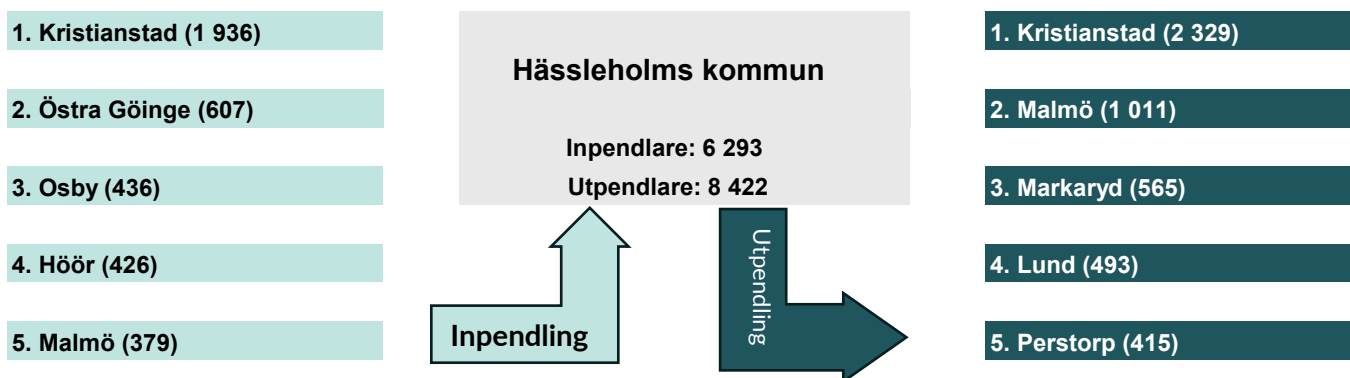 1. Kristianstad (1 936)
2. Östra Göinge (607)
3. Osby (436)
4. Höör (426)
5. Malmö (379)
Hässleholms kommun
Inpendlare: 6 293
Utpendlare: 8 422
Inpendling
Utpendling
1. Kristianstad (2 329)
2. Malmö (1 011)
3. Markaryd (565)
4. Lund (493)
5. Perstorp (415)